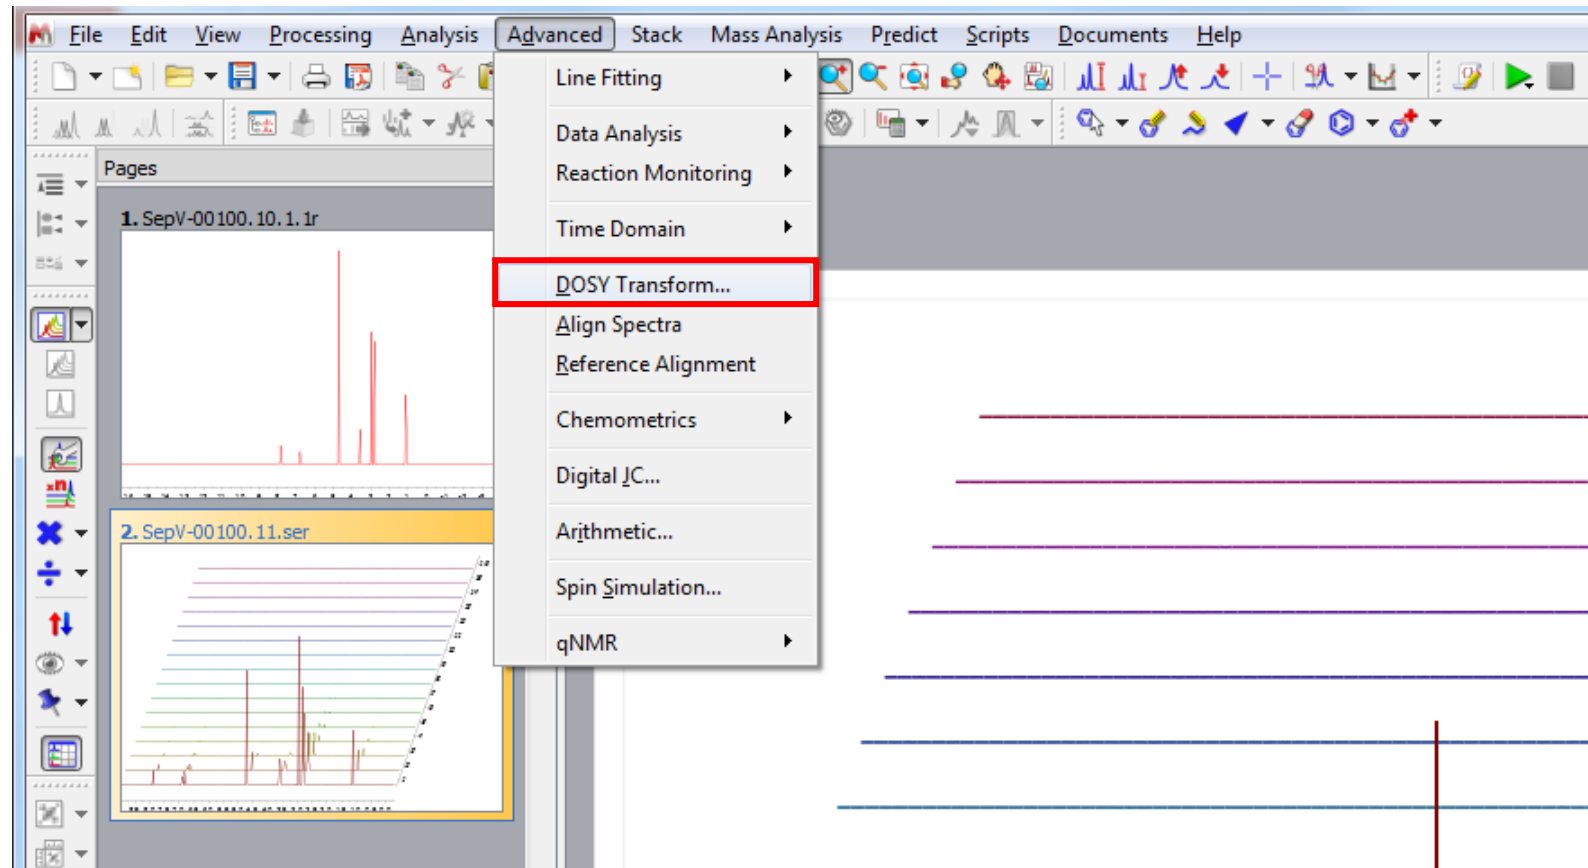 File Edit View Processing Analysis Advanced Stack Mass Analysis Predict Scripts Documents Help
Line Fitting
Data Analysis
Reaction Monitoring
Time Domain
DOSY Transform...
Align Spectra
Reference Alignment
Chemometrics
Digital JC...
Arithmetic...
Spin Simulation...
qNMR
Pages
1. SepV-00100.10.1.1r
2. SepV-00100.11.ser